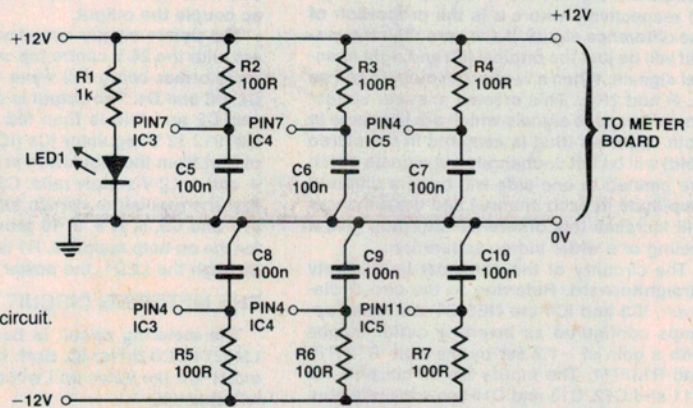 +12V
+12V
R1
1k
R2
100R
R3
100R
R4
100R
PIN7
IC3
PIN7
IC4
PIN4
IC5
TO METER
BOARD
LED1
C5
100n
C6
100n
C7
100n
0V
C8
100n
C9
100n
C10
100n
circuit.
PIN4
IC3
PIN4
IC4
PIN11
IC5
R5
100R
R6
100R
R7
100R
−12V
−12V